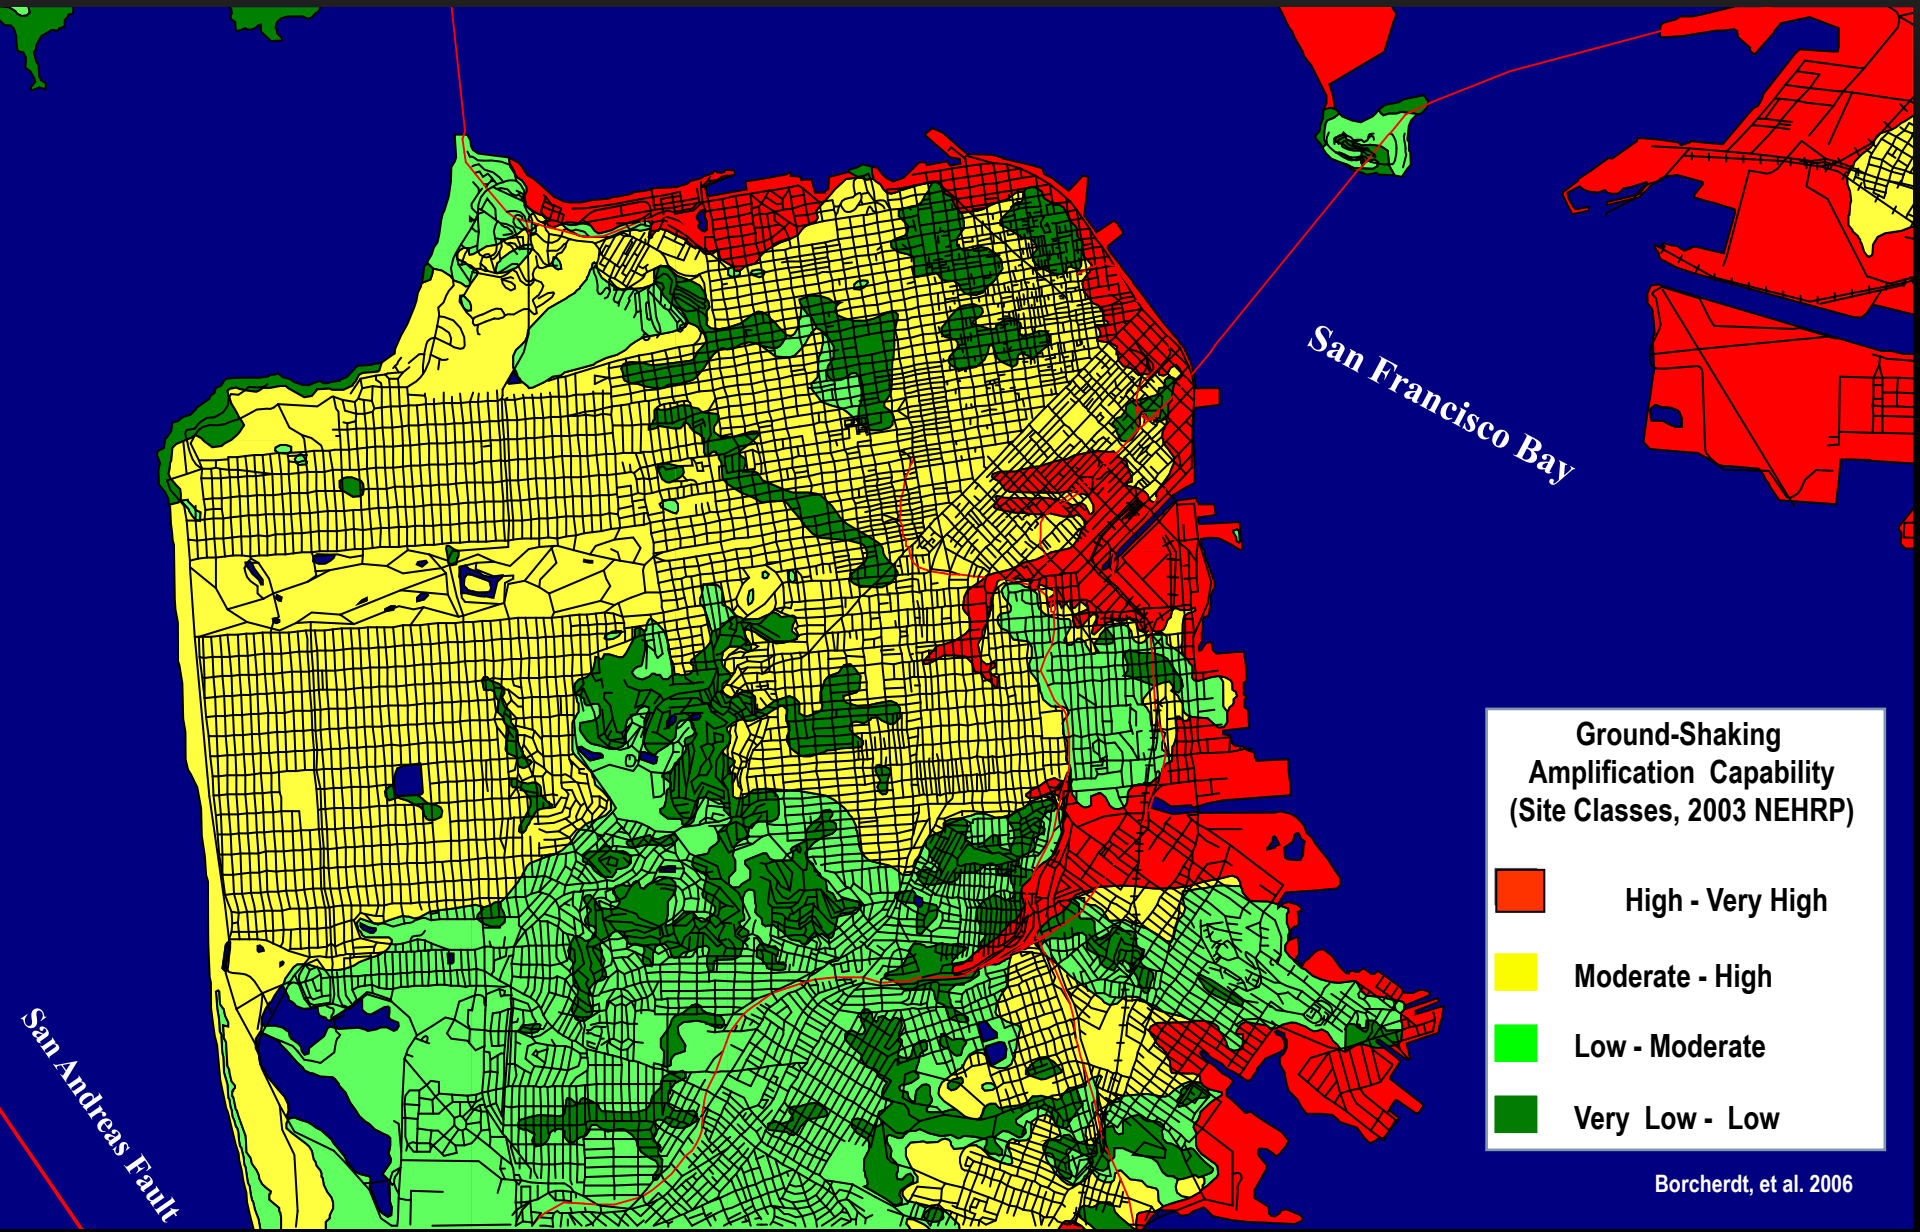 San Francisco Bay
San Andreas Fault
Ground-Shaking
Amplification Capability
(Site Classes, 2003 NEHRP)
High - Very High
Moderate - High
Low - Moderate
Very Low - Low
Borcherdt, et al. 2006